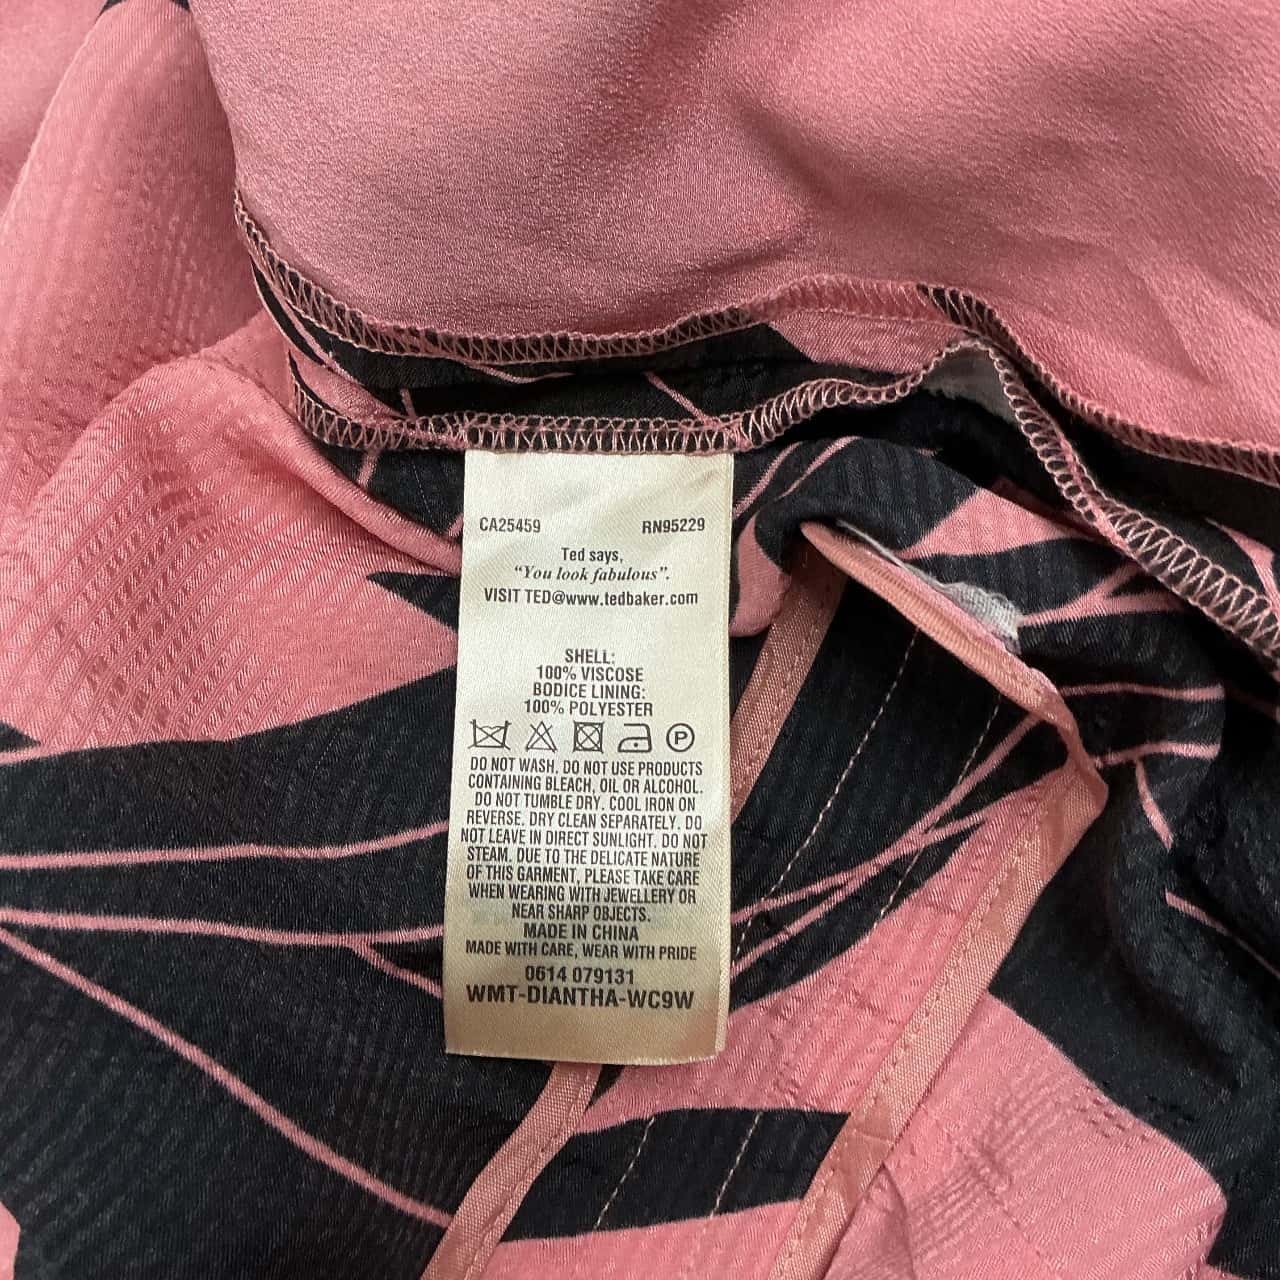 CA25459 RN95229
Ted says,
"You look fabulous".
VISIT TED@www.tedbaker.com
SHELL:
100% VISCOSE
BODICE LINING:
100% POLYESTER
P
DO NOT WASH. DO NOT USE PRODUCTS
CONTAINING BLEACH, OIL OR ALCOHOL.
DO NOT TUMBLE DRY. COOL IRON ON
REVERSE. DRY CLEAN SEPARATELY. DO
NOT LEAVE IN DIRECT SUNLIGHT. DO NOT
STEAM. DUE TO THE DELICATE NATURE
OF THIS GARMENT, PLEASE TAKE CARE
WHEN WEARING WITH JEWELLERY OR
NEAR SHARP OBJECTS.
MADE IN CHINA
MADE WITH CARE, WEAR WITH PRIDE
0614 079131
WMT-DIANTHA-WC9W